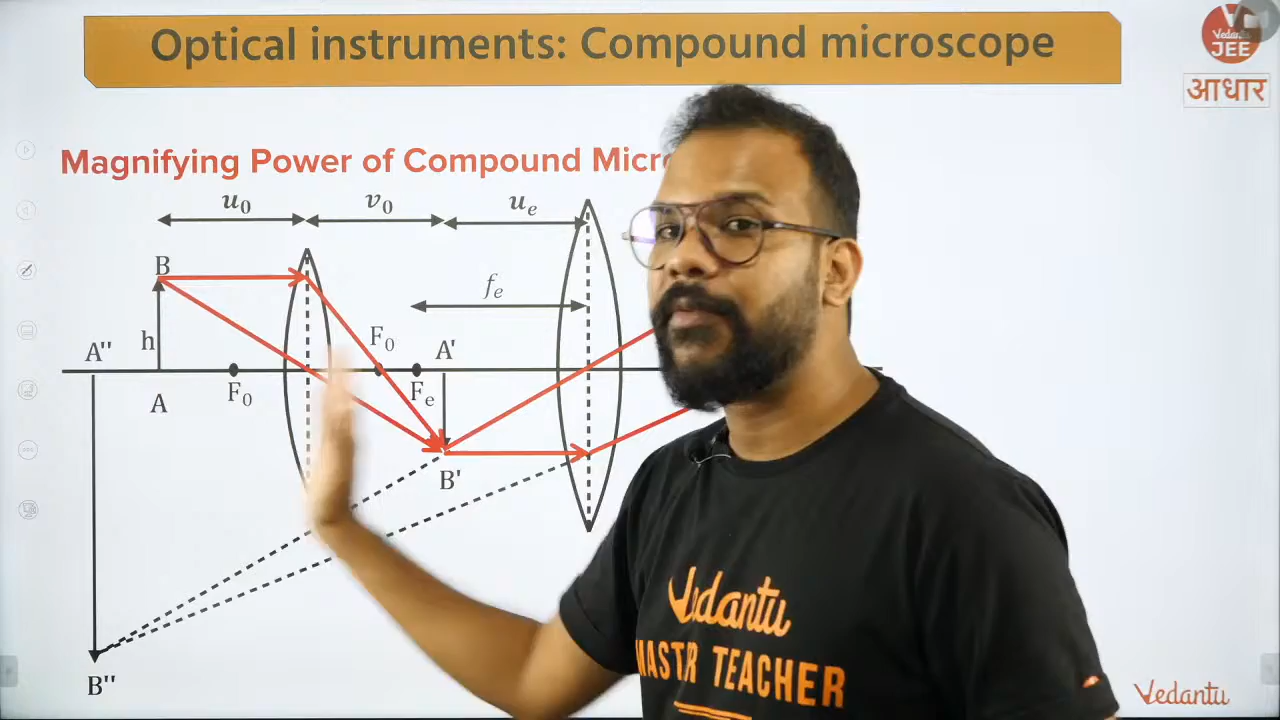 Optical instruments: Compound microscope
Vedantu
JEE
आधार
Magnifying Power of Compound Micro
u₀
v₀
uₑ
B
fₑ
h
F₀
A''
A'
F₀
Fₑ
A
B'
B''
Vedantu
MASTER TEACHER
Vedantu